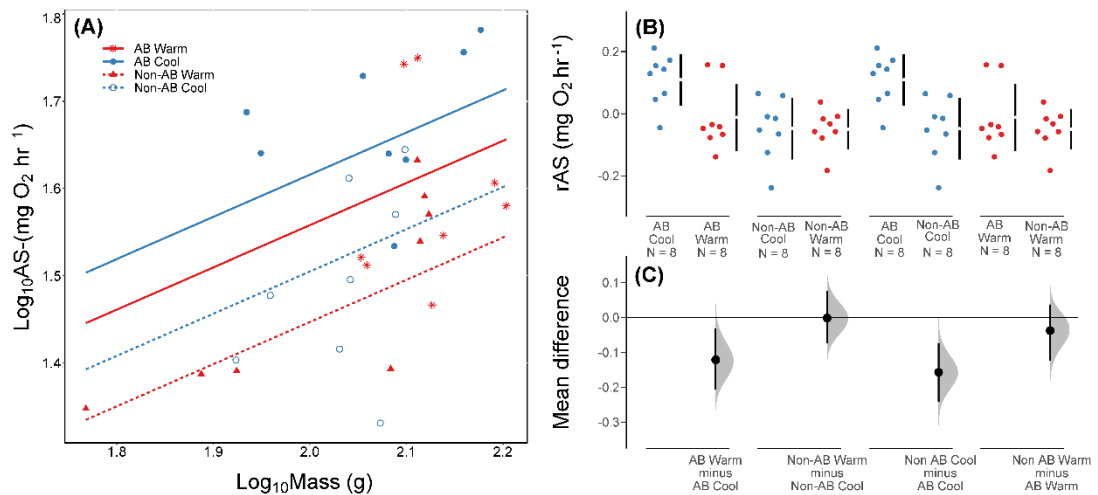 (A)
1.8
1.7
1.6
1.5
1.4
Log10AS-(mg O2 hr-1)
AB Warm
AB Cool
Non-AB Warm
Non-AB Cool
1.8
1.9
2.0
2.1
2.2
Log10Mass (g)
(B)
rAS (mg O2 hr-1)
0.2
0.0
-0.2
AB Cool N = 8
AB Warm N = 8
Non-AB Cool N = 8
Non-AB Warm N = 8
AB Cool N = 8
Non-AB Cool N = 8
AB Warm N = 8
Non-AB Warm N = 8
(C)
Mean difference
0.1
0.0
-0.1
-0.2
-0.3
AB Warm minus AB Cool
Non-AB Warm minus Non-AB Cool
Non AB Cool minus AB Cool
Non AB Warm minus AB Warm